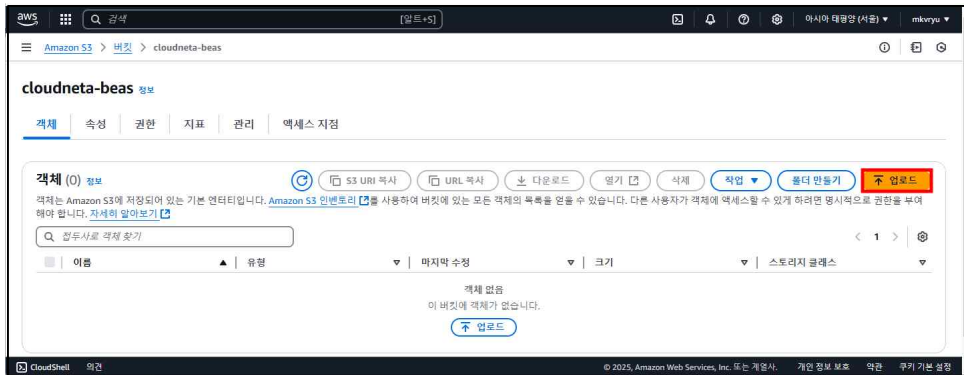 aws 검색 [알트+S] 아시아 태평양 (서울) ▼ mkvryu ▼
Amazon S3 > 버킷 > cloudneta-beas
cloudneta-beas 정보
객체 속성 권한 지표 관리 액세스 지점
객체 (0) 정보 S3 URI 복사 URL 복사 다운로드 열기 삭제 작업 ▼ 폴더 만들기 업로드
객체는 Amazon S3에 저장되어 있는 기본 엔터티입니다. Amazon S3 인벤토리를 사용하여 버킷에 있는 모든 객체의 목록을 얻을 수 있습니다. 다른 사용자가 객체에 액세스할 수 있게 하려면 명시적으로 권한을 부여
해야 합니다. 자세히 알아보기
접두사로 객체 찾기 < 1 >
이름 ▲ 유형 ▽ 마지막 수정 ▽ 크기 ▽ 스토리지 클래스 ▽
객체 없음
이 버킷에 객체가 없습니다.
업로드
CloudShell 의견 © 2025, Amazon Web Services, Inc. 또는 계열사. 개인 정보 보호 약관 쿠키 기본 설정